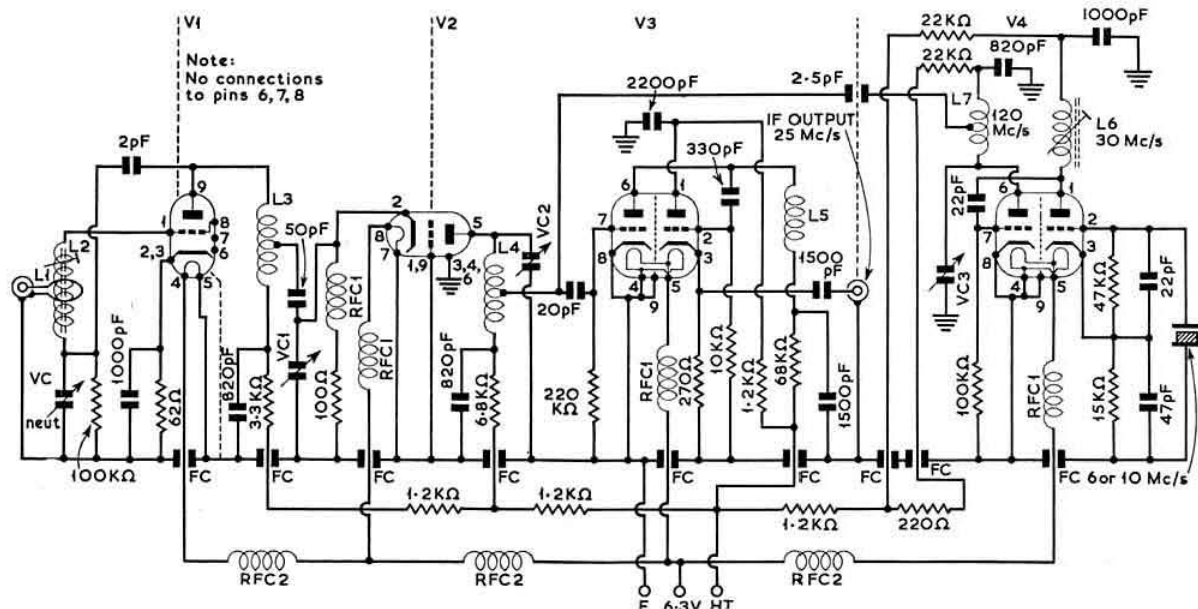 V1
V2
V3
V4
Note:
No connections
to pins 6,7,8
22KΩ
1000pF
22KΩ
820pF
2200pF
2·5pF
IF OUTPUT
25 Mc/s
L7
120
Mc/s
L6
30 Mc/s
2pF
9
1
8
7
6
2,3
4
5
L3
L2
L1
50pF
2
8
7
1,9
5
3,4,
6
L4
VC2
330pF
6
1
7
2
8
3
4
9
5
L5
1500
pF
20pF
22pF
6
1
7
2
8
3
4
9
5
VC3
47KΩ
22pF
VC
neut
1000pF
62Ω
820pF
3·3KΩ
VC1
RFC1
100Ω
RFC1
820pF
6·8KΩ
220
KΩ
RFC1
270Ω
10KΩ
1·2KΩ
68KΩ
1500pF
100KΩ
RFC1
15KΩ
47pF
100KΩ
FC
FC
FC
FC
FC
FC
FC
FC
6 or 10 Mc/s
1·2KΩ
1·2KΩ
1·2KΩ
220Ω
RFC2
RFC2
RFC2
E
6·3V
HT